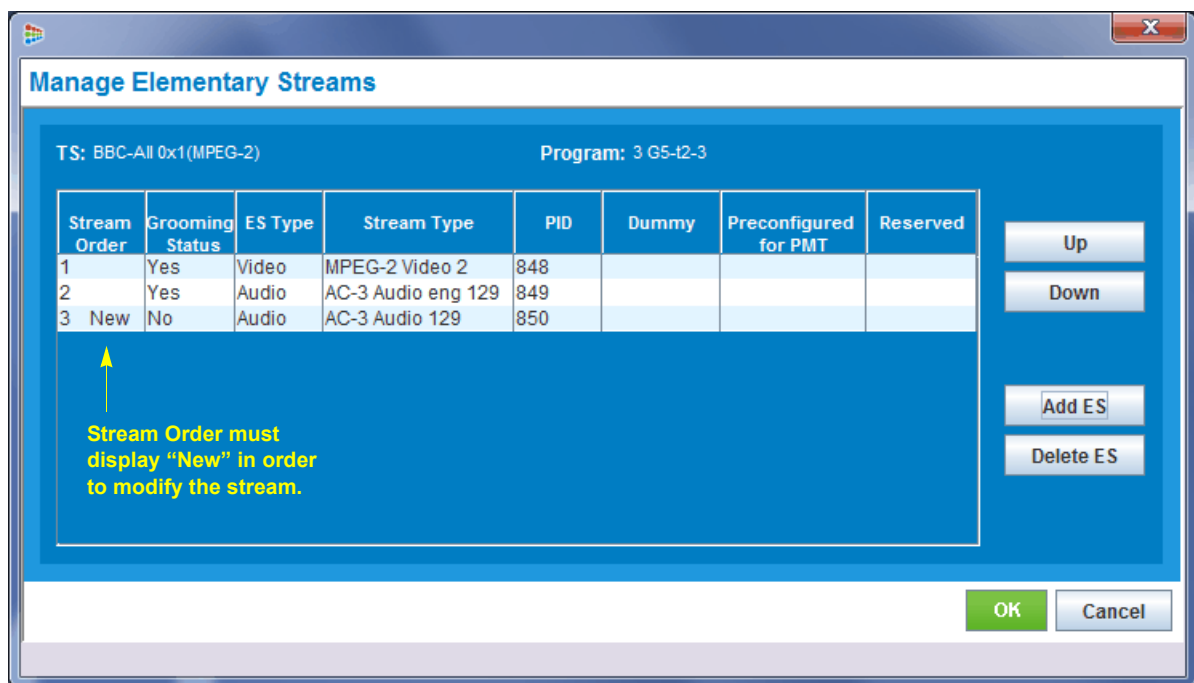 Manage Elementary Streams
TS: BBC-All 0x1(MPEG-2) Program: 3 G5-t2-3
Stream Order Grooming Status ES Type Stream Type PID Dummy Preconfigured for PMT Reserved
1 Yes Video MPEG-2 Video 2 848
2 Yes Audio AC-3 Audio eng 129 849
3 New No Audio AC-3 Audio 129 850
Up
Down
Add ES
Delete ES
Stream Order must
display “New” in order
to modify the stream.
OK Cancel